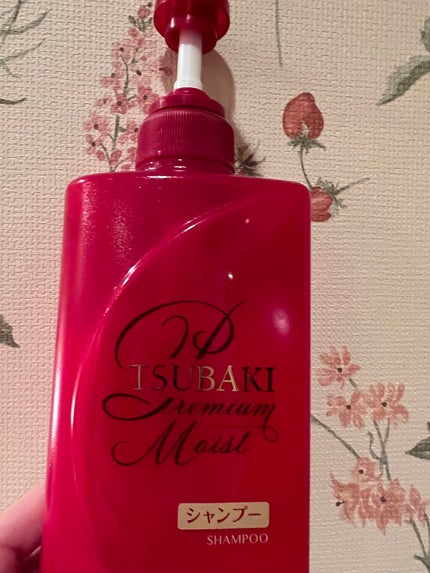 TSUBAKI
Premium
Moist
シャンプー
SHAMPOO